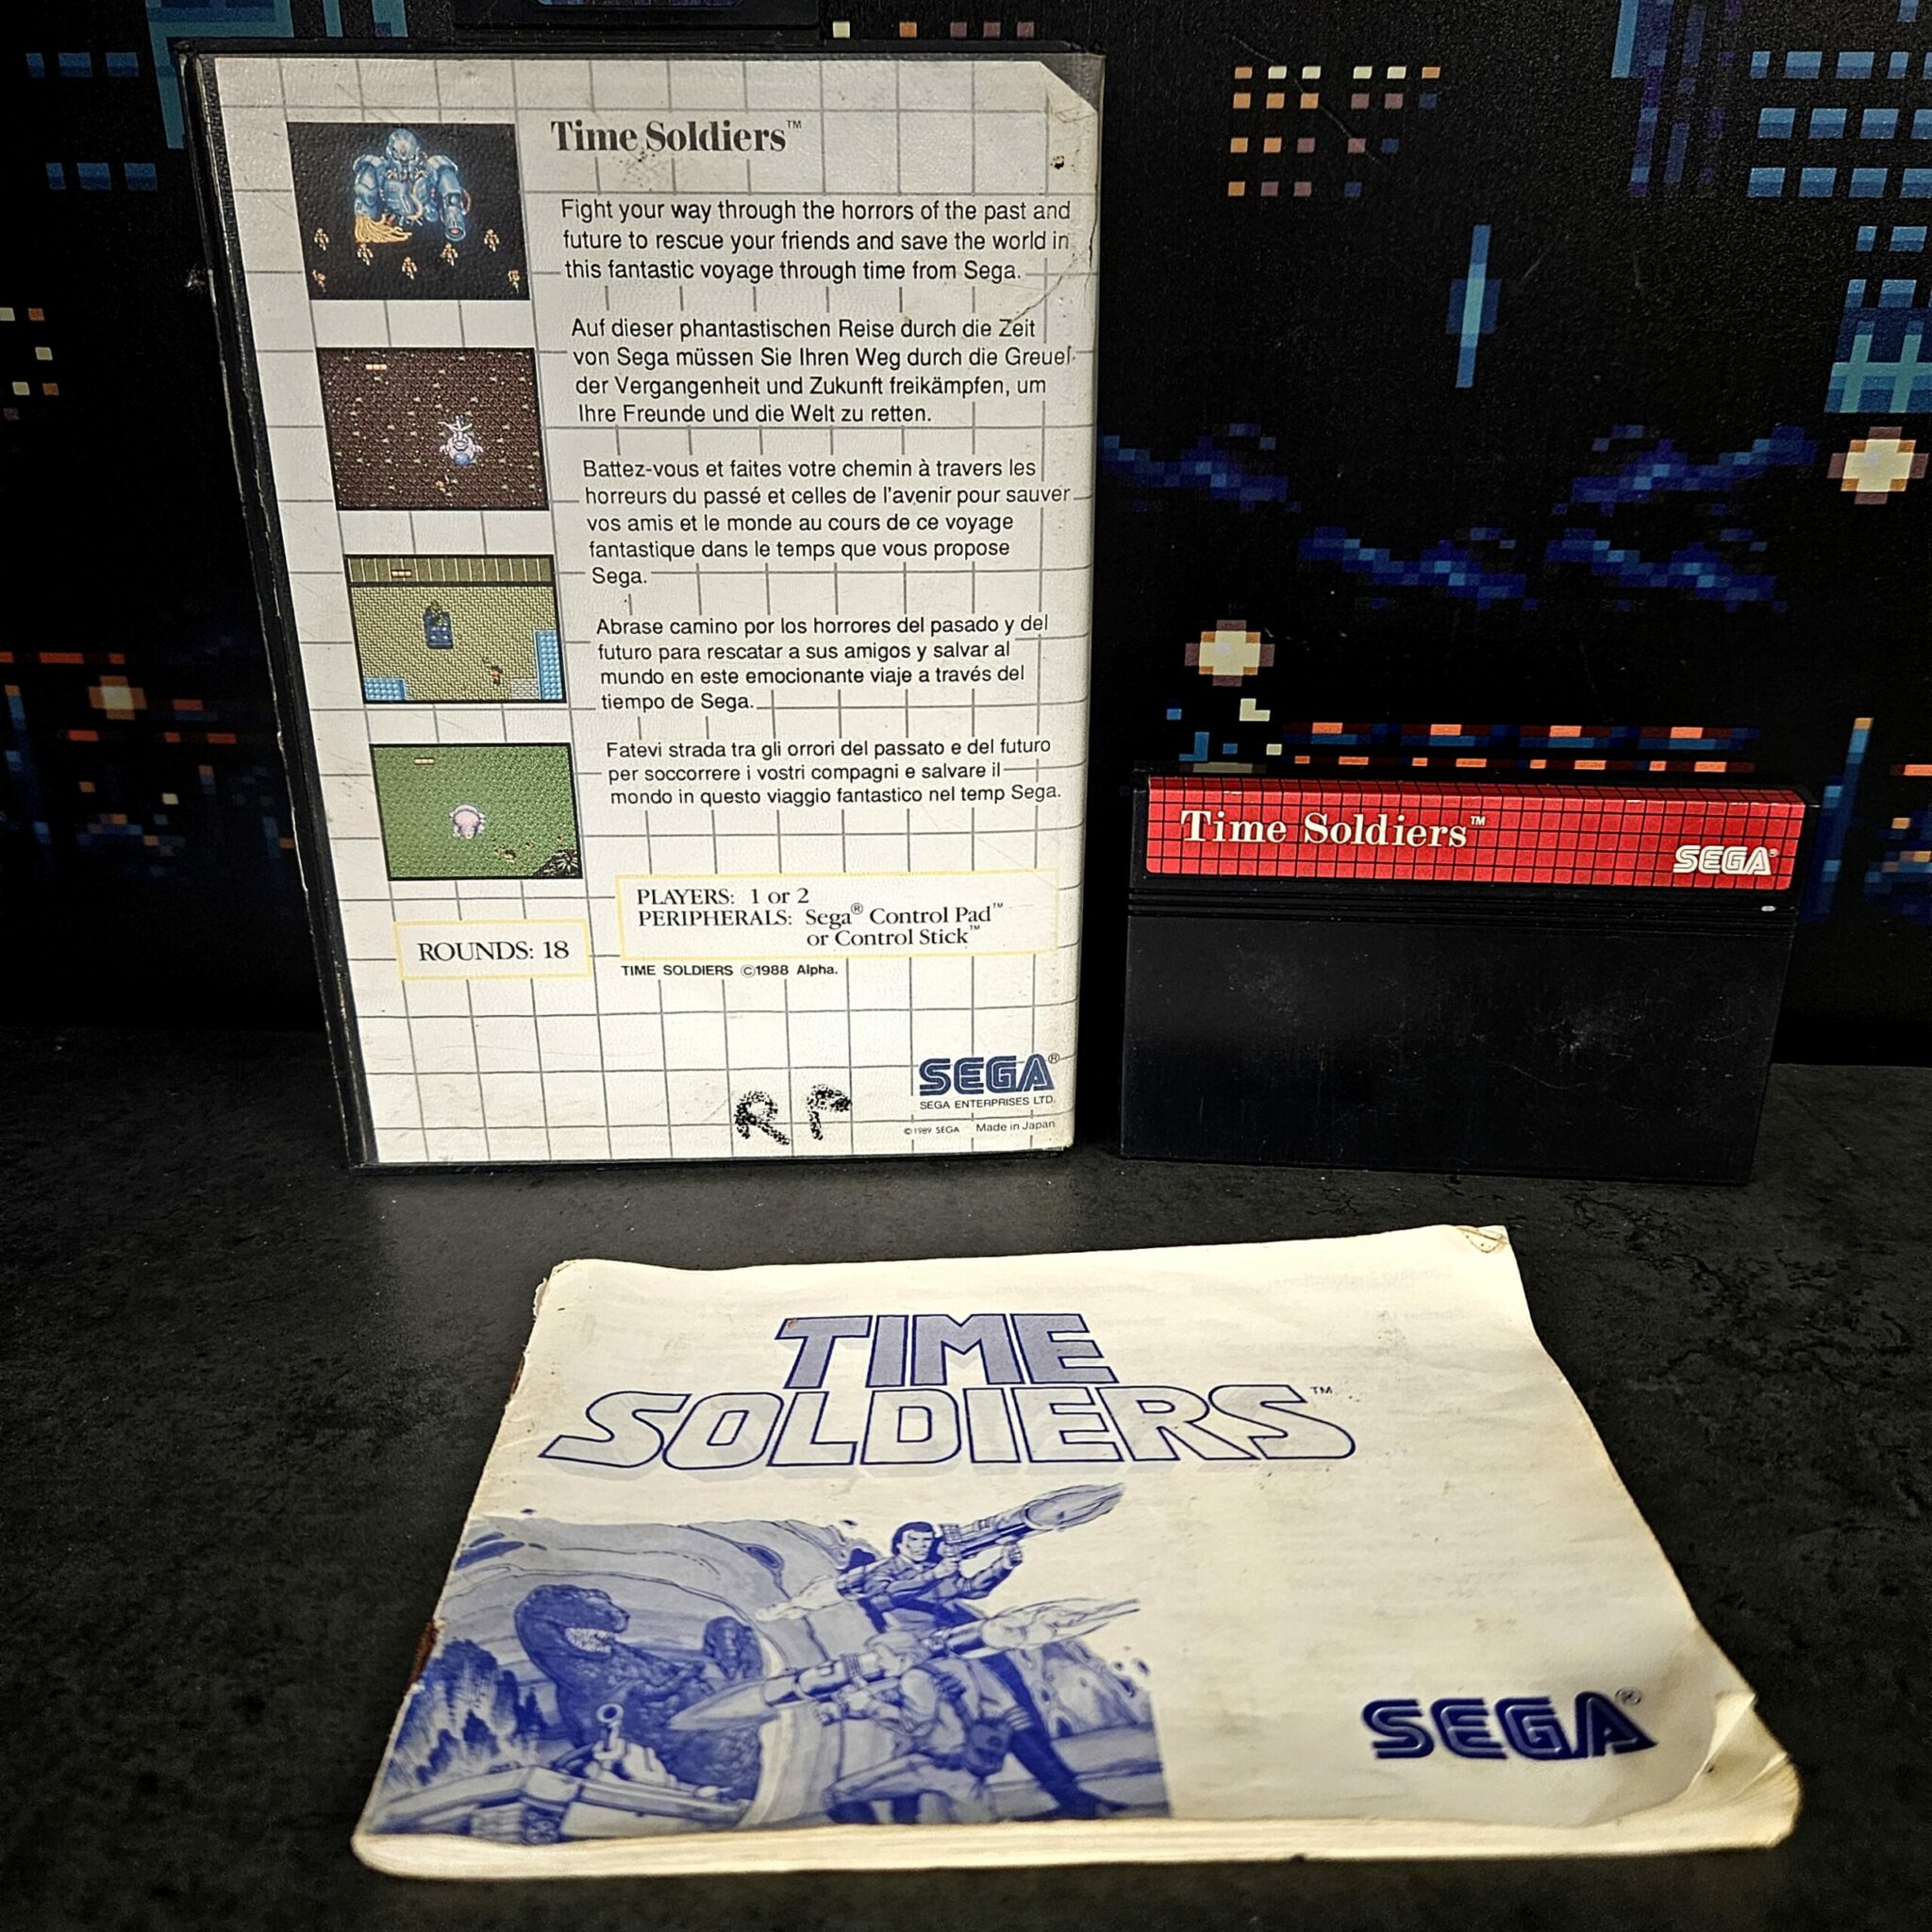 Time Soldiers™
Fight your way through the horrors of the past and
future to rescue your friends and save the world in
this fantastic voyage through time from Sega.
Auf dieser phantastischen Reise durch die Zeit
von Sega müssen Sie Ihren Weg durch die Greuel
der Vergangenheit und Zukunft freikämpfen, um
Ihre Freunde und die Welt zu retten.
Battez-vous et faites votre chemin à travers les
horreurs du passé et celles de l'avenir pour sauver
vos amis et le monde au cours de ce voyage
fantastique dans le temps que vous propose
Sega.
Abrase camino por los horrores del pasado y del
futuro para rescatar a sus amigos y salvar al
mundo en este emocionante viaje a través del
tiempo de Sega.
Fatevi strada tra gli orrori del passato e del futuro
per soccorrere i vostri compagni e salvare il
mondo in questo viaggio fantastico nel temp Sega.
PLAYERS: 1 or 2
PERIPHERALS: Sega® Control Pad™
or Control Stick™
ROUNDS: 18
TIME SOLDIERS ©1988 Alpha.
SEGA®
SEGA ENTERPRISES LTD.
©1989 SEGA Made in Japan
RP
Time Soldiers™
SEGA®
TIME
SOLDIERS™
SEGA®